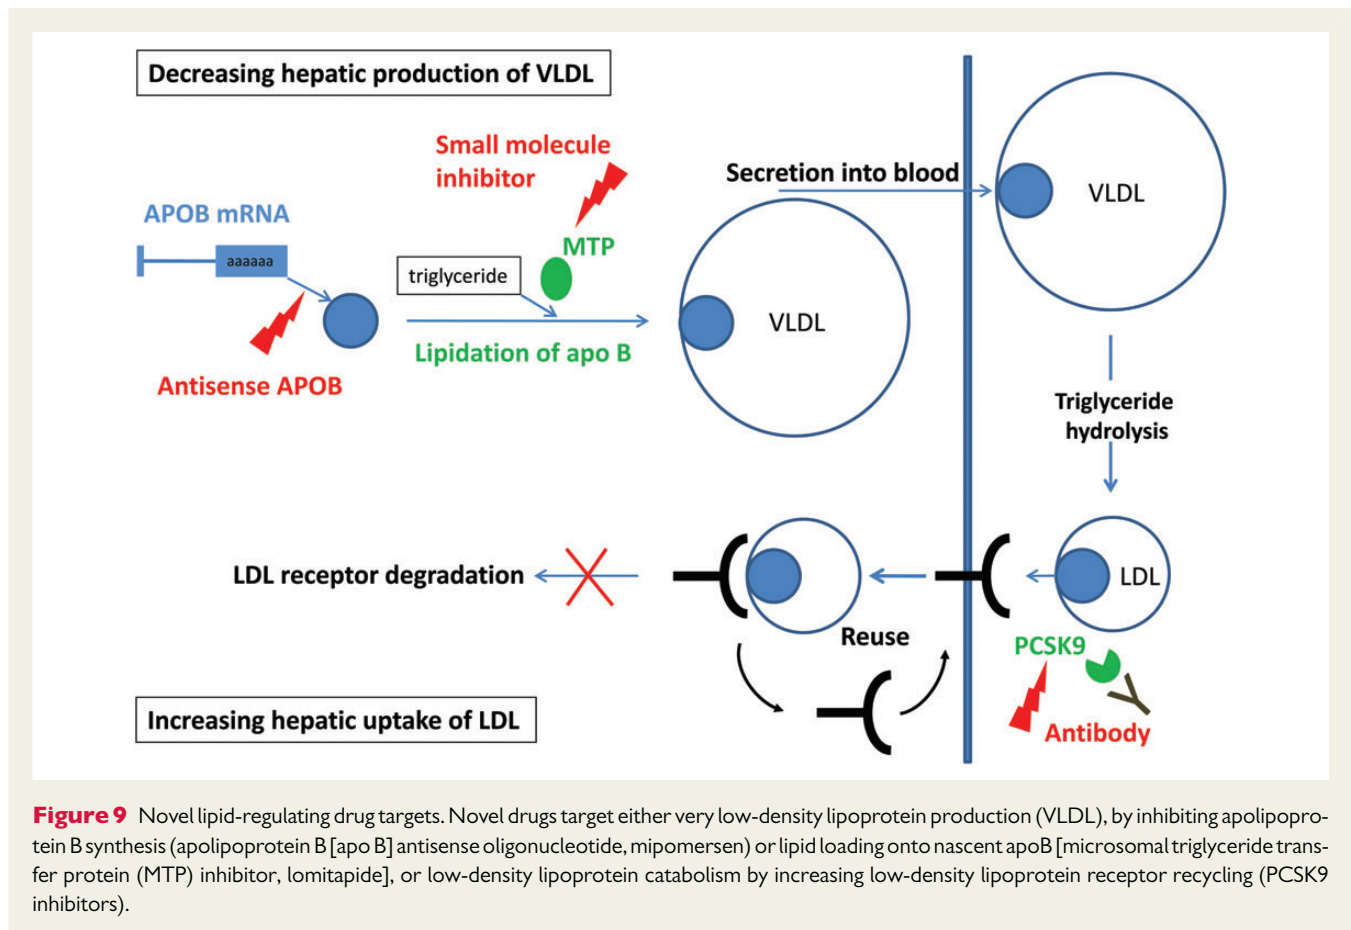 Decreasing hepatic production of VLDL
Small molecule
inhibitor
Secretion into blood
VLDL
APOB mRNA
aaaaaa
MTP
triglyceride
VLDL
Lipidation of apo B
Antisense APOB
Triglyceride
hydrolysis
LDL receptor degradation
LDL
Reuse
PCSK9
Increasing hepatic uptake of LDL
Antibody
Figure 9 Novel lipid-regulating drug targets. Novel drugs target either very low-density lipoprotein production (VLDL), by inhibiting apolipopro-
tein B synthesis (apolipoprotein B [apo B] antisense oligonucleotide, mipomersen) or lipid loading onto nascent apoB [microsomal triglyceride trans-
fer protein (MTP) inhibitor, lomitapide], or low-density lipoprotein catabolism by increasing low-density lipoprotein receptor recycling (PCSK9
inhibitors).